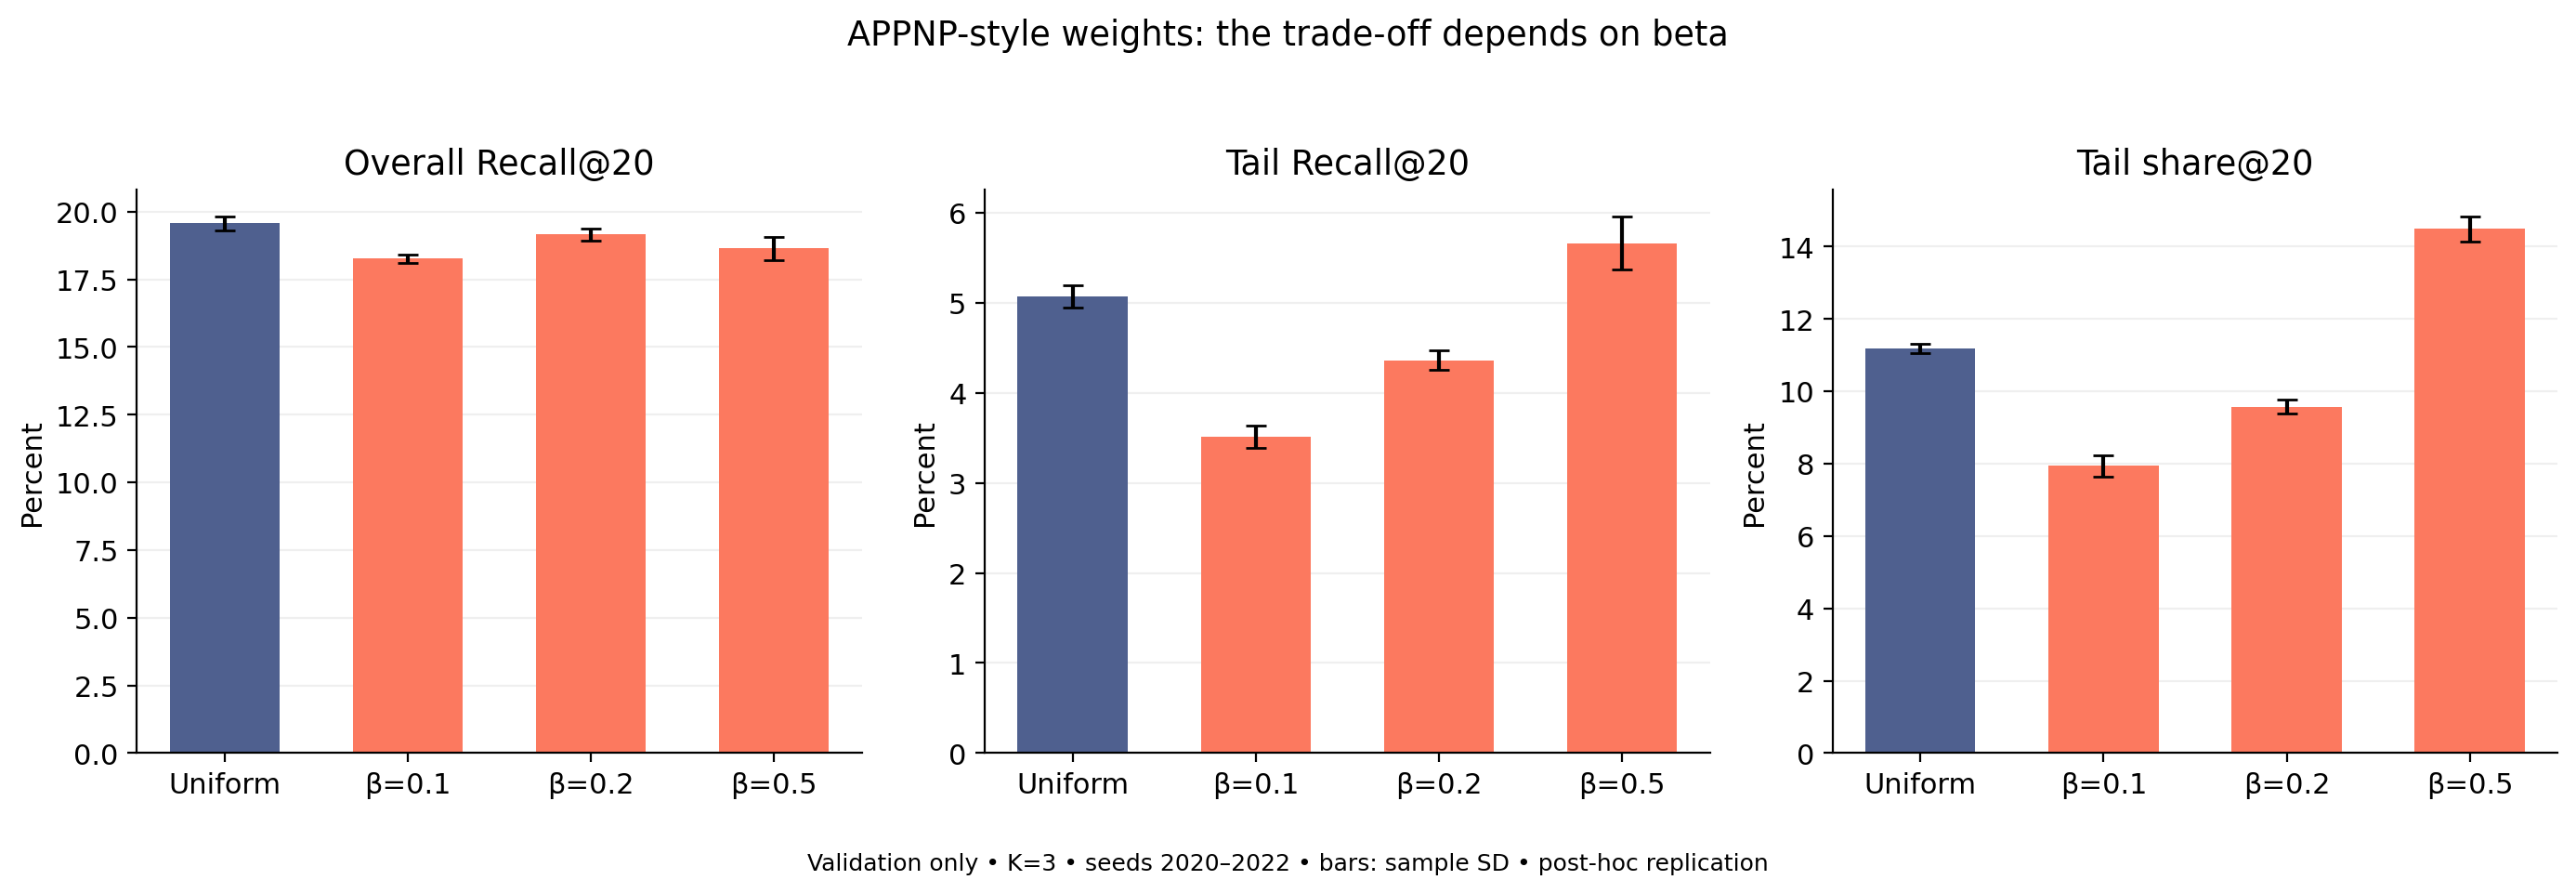 APPNP-style weights: the trade-off depends on beta
Overall Recall@20
Percent
20.0
17.5
15.0
12.5
10.0
7.5
5.0
2.5
0.0
Uniform β=0.1 β=0.2 β=0.5
Tail Recall@20
Percent
6
5
4
3
2
1
0
Uniform β=0.1 β=0.2 β=0.5
Tail share@20
Percent
14
12
10
8
6
4
2
0
Uniform β=0.1 β=0.2 β=0.5
Validation only • K=3 • seeds 2020–2022 • bars: sample SD • post-hoc replication